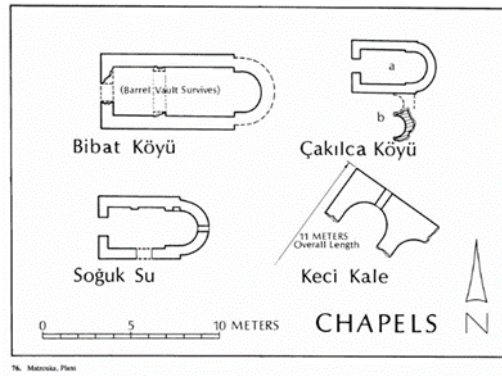 (Barrel Vault Survives)
Bibat Köyü
a
b
Çakılca Köyü
Soğuk Su
11 METERS
Overall Length
Keci Kale
0 5 10 METERS
CHAPELS
N
76. Matzouka, Plans